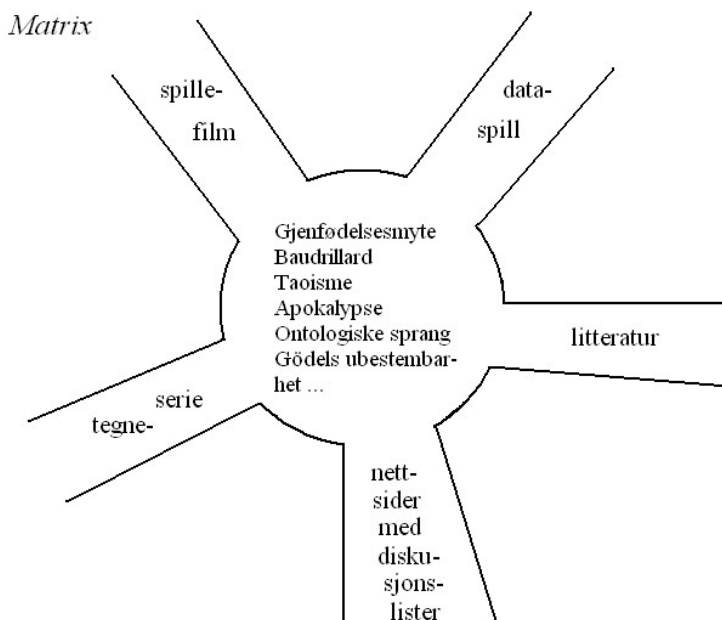 Matrix
spille-
film
data-
spill
Gjenfødelsesmyte
Baudrillard
Taoisme
Apokalypse
Ontologiske sprang
Gödels ubestembar-
het ...
litteratur
serie
tegne-
nett-
sider
med
disku-
sjons-
lister